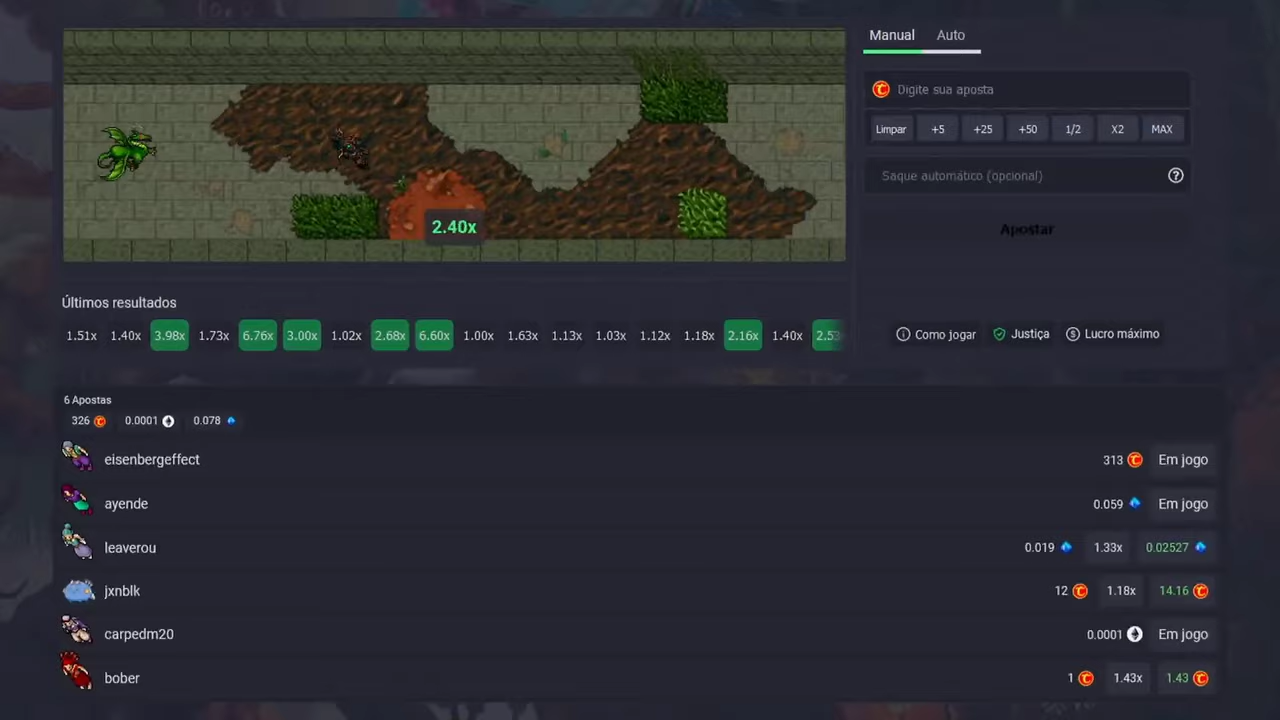 Manual Auto
Digite sua aposta
Limpar +5 +25 +50 1/2 X2 MAX
Saque automático (opcional)
Apostar
2.40x
Últimos resultados
1.51x 1.40x 3.98x 1.73x 6.76x 3.00x 1.02x 2.68x 6.60x 1.00x 1.63x 1.13x 1.03x 1.12x 1.18x 2.16x 1.40x 2.53
Como jogar Justiça Lucro máximo
6 Apostas
326 0.0001 0.078
eisenbergeffect 313 Em jogo
ayende 0.059 Em jogo
leaverou 0.019 1.33x 0.02527
jxnblk 12 1.18x 14.16
carpedm20 0.0001 Em jogo
bober 1 1.43x 1.43